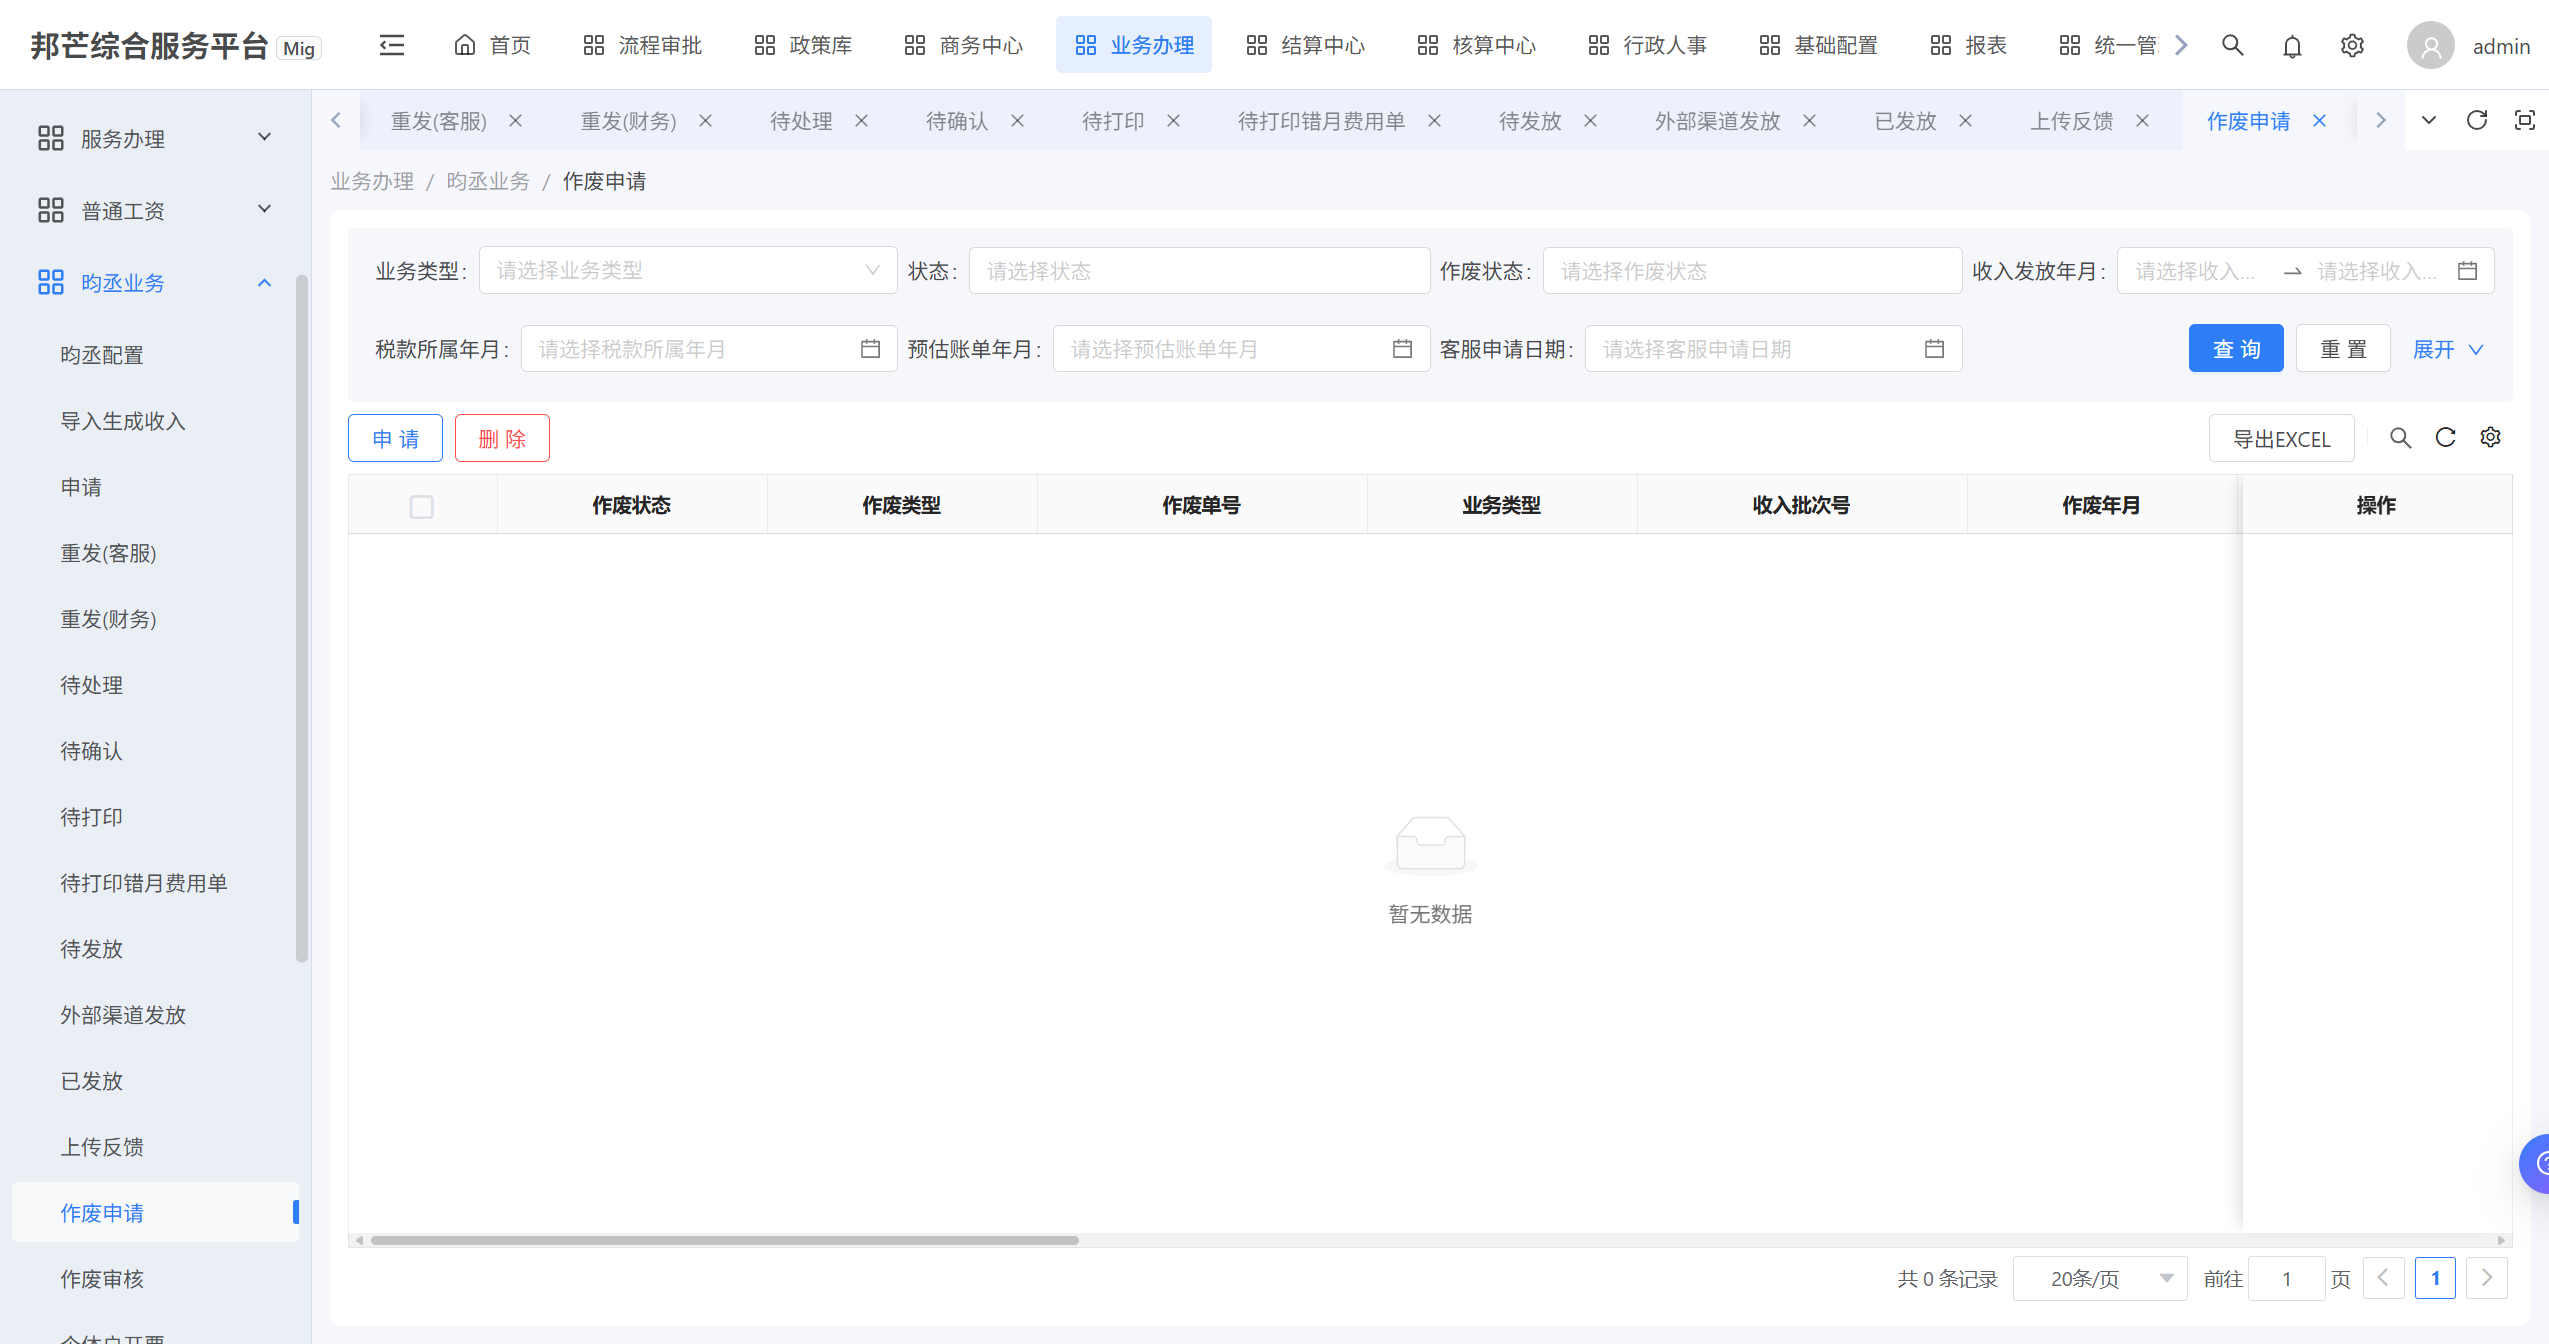 邦芒综合服务平台 Mig 首页 流程审批 政策库 商务中心 业务办理 结算中心 核算中心 行政人事 基础配置 报表 统一管 admin
重发(客服) 重发(财务) 待处理 待确认 待打印 待打印错月费用单 待发放 外部渠道发放 已发放 上传反馈 作废申请
服务办理
普通工资
昀丞业务
昀丞配置
导入生成收入
申请
重发(客服)
重发(财务)
待处理
待确认
待打印
待打印错月费用单
待发放
外部渠道发放
已发放
上传反馈
作废申请
作废审核
个体户开票
业务办理 / 昀丞业务 / 作废申请
业务类型: 请选择业务类型 状态: 请选择状态 作废状态: 请选择作废状态 收入发放年月: 请选择收入... 请选择收入...
税款所属年月: 请选择税款所属年月 预估账单年月: 请选择预估账单年月 客服申请日期: 请选择客服申请日期 查 询 重 置 展开
申 请 删 除 导出EXCEL
作废状态 作废类型 作废单号 业务类型 收入批次号 作废年月 操作
暂无数据
共 0 条记录 20条/页 前往 1 页 1